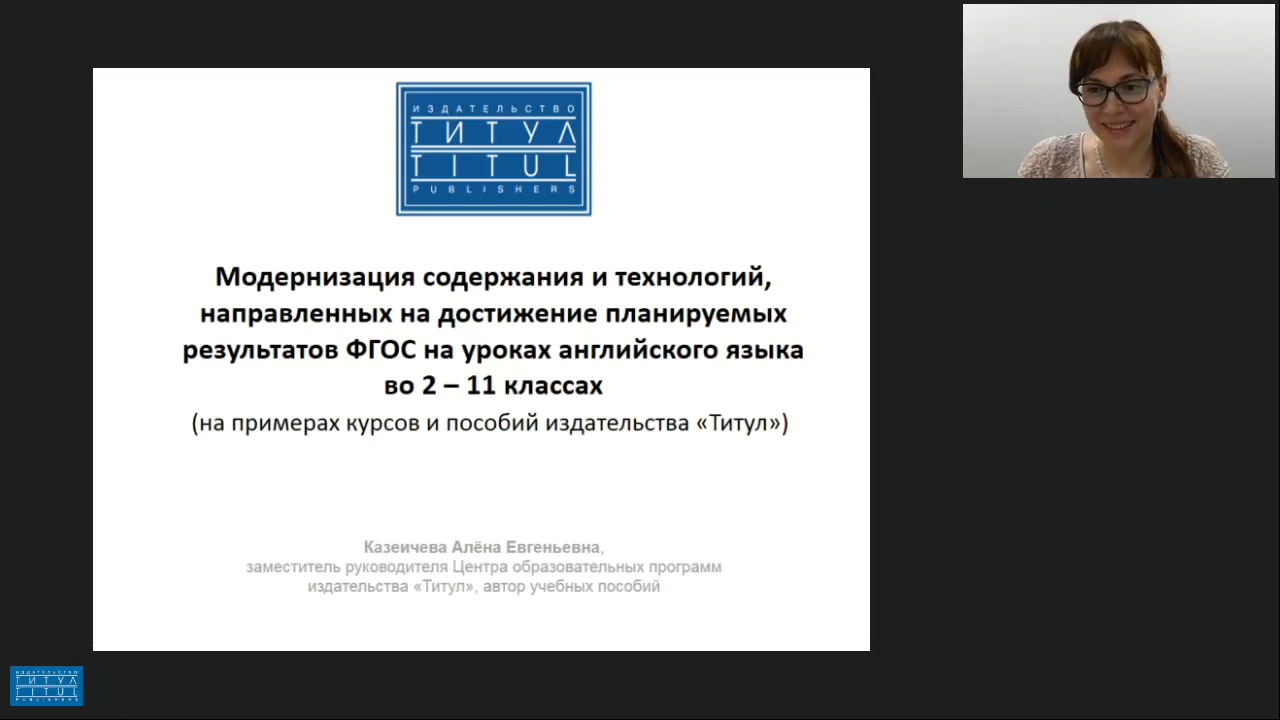 ИЗДАТЕЛЬСТВО
ТИТУЛ
TITUL
PUBLISHERS
Модернизация содержания и технологий,
направленных на достижение планируемых
результатов ФГОС на уроках английского языка
во 2 – 11 классах
(на примерах курсов и пособий издательства «Титул»)
Казеичева Алёна Евгеньевна,
заместитель руководителя Центра образовательных программ
издательства «Титул», автор учебных пособий
ИЗДАТЕЛЬСТВО
ТИТУЛ
TITUL
PUBLISHERS